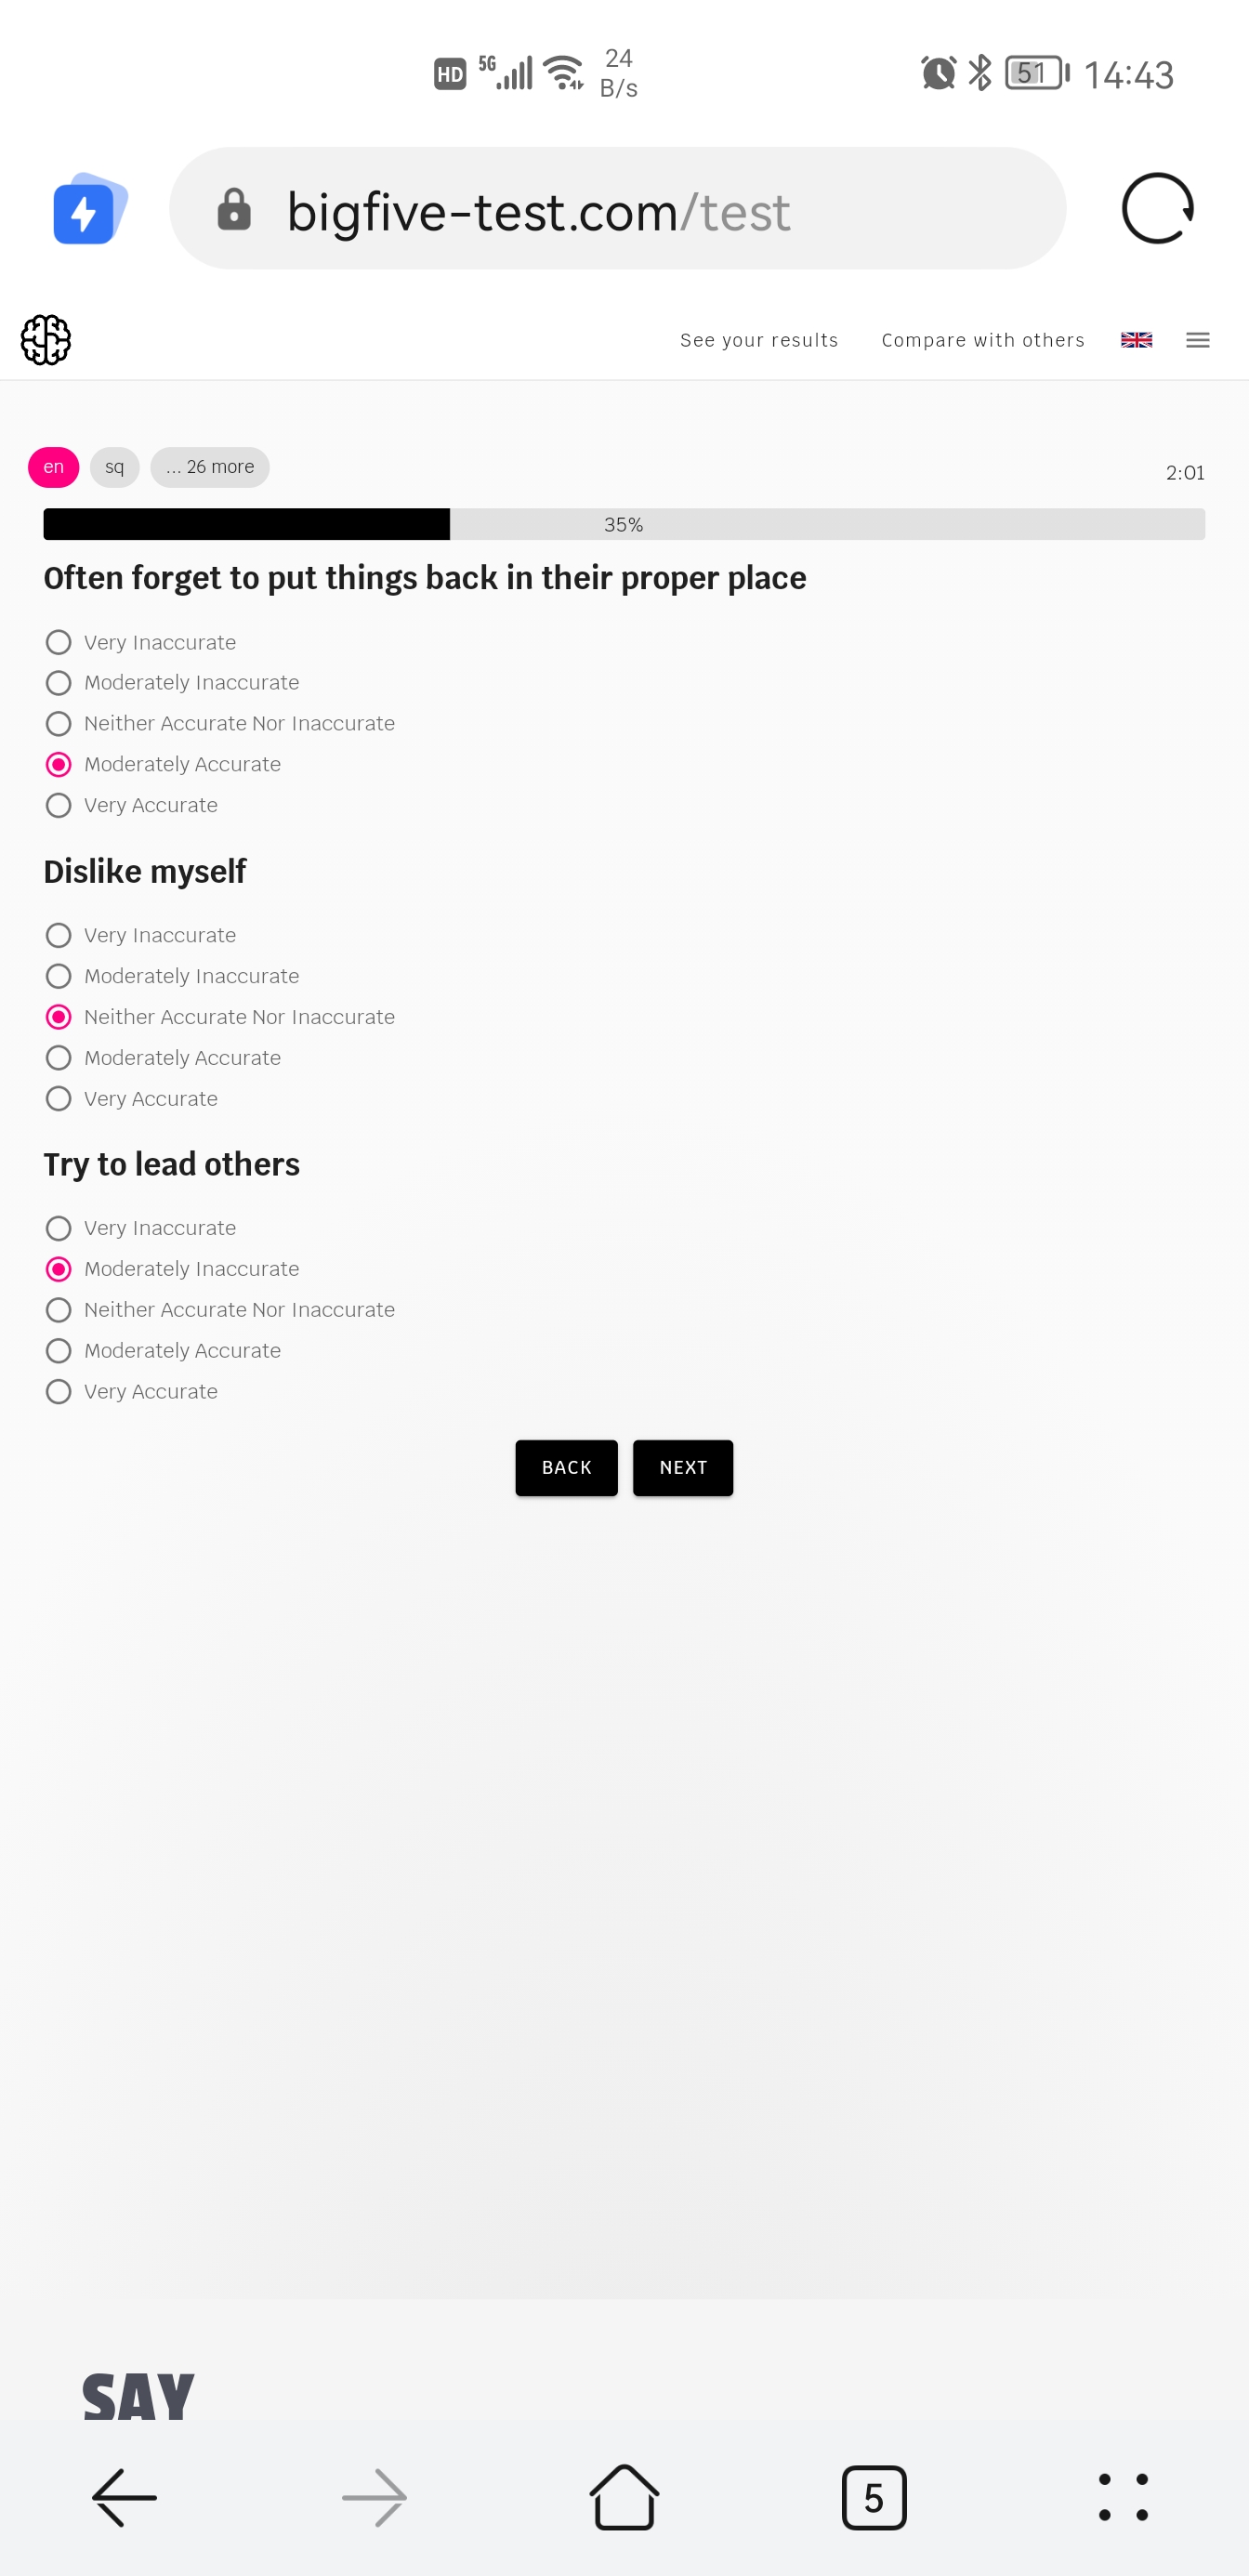 HD 5G 24 B/s 51 14:43
bigfive-test.com/test
See your results Compare with others
en sq ... 26 more 2:01
35%
Often forget to put things back in their proper place
Very Inaccurate
Moderately Inaccurate
Neither Accurate Nor Inaccurate
Moderately Accurate
Very Accurate
Dislike myself
Very Inaccurate
Moderately Inaccurate
Neither Accurate Nor Inaccurate
Moderately Accurate
Very Accurate
Try to lead others
Very Inaccurate
Moderately Inaccurate
Neither Accurate Nor Inaccurate
Moderately Accurate
Very Accurate
BACK NEXT
SAY
5